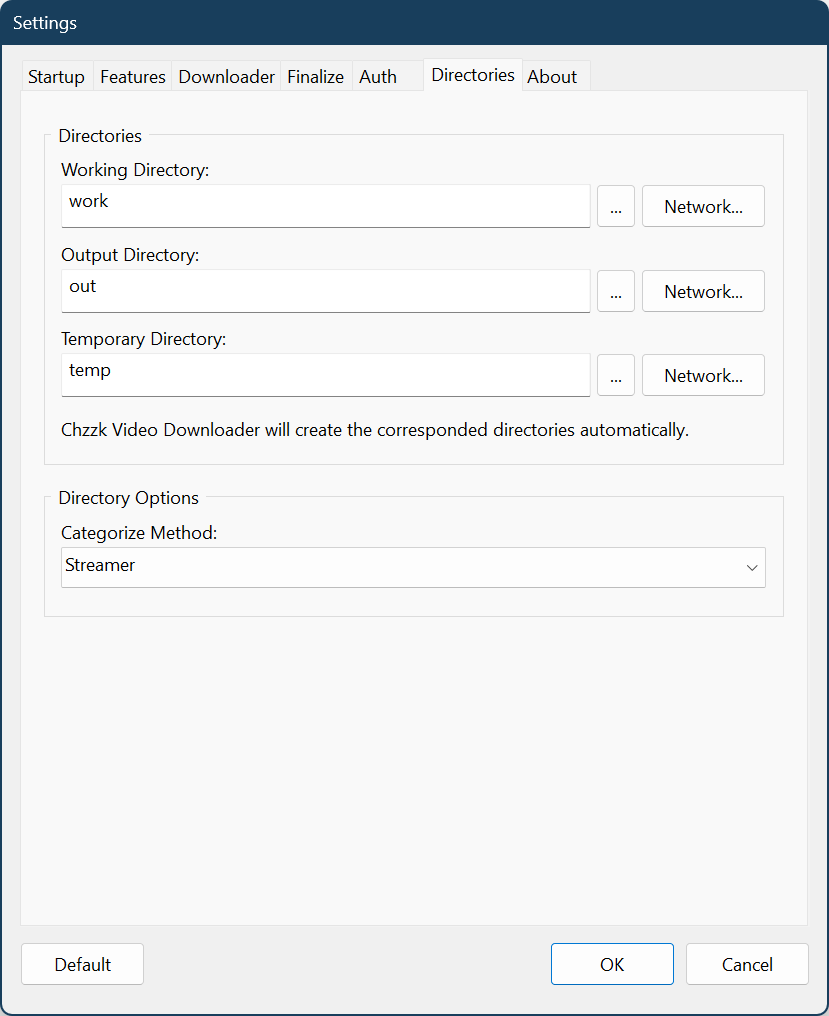 Settings
Startup Features Downloader Finalize Auth Directories About
Directories
Working Directory:
work ... Network...
Output Directory:
out ... Network...
Temporary Directory:
temp ... Network...
Chzzk Video Downloader will create the corresponded directories automatically.
Directory Options
Categorize Method:
Streamer
Default OK Cancel